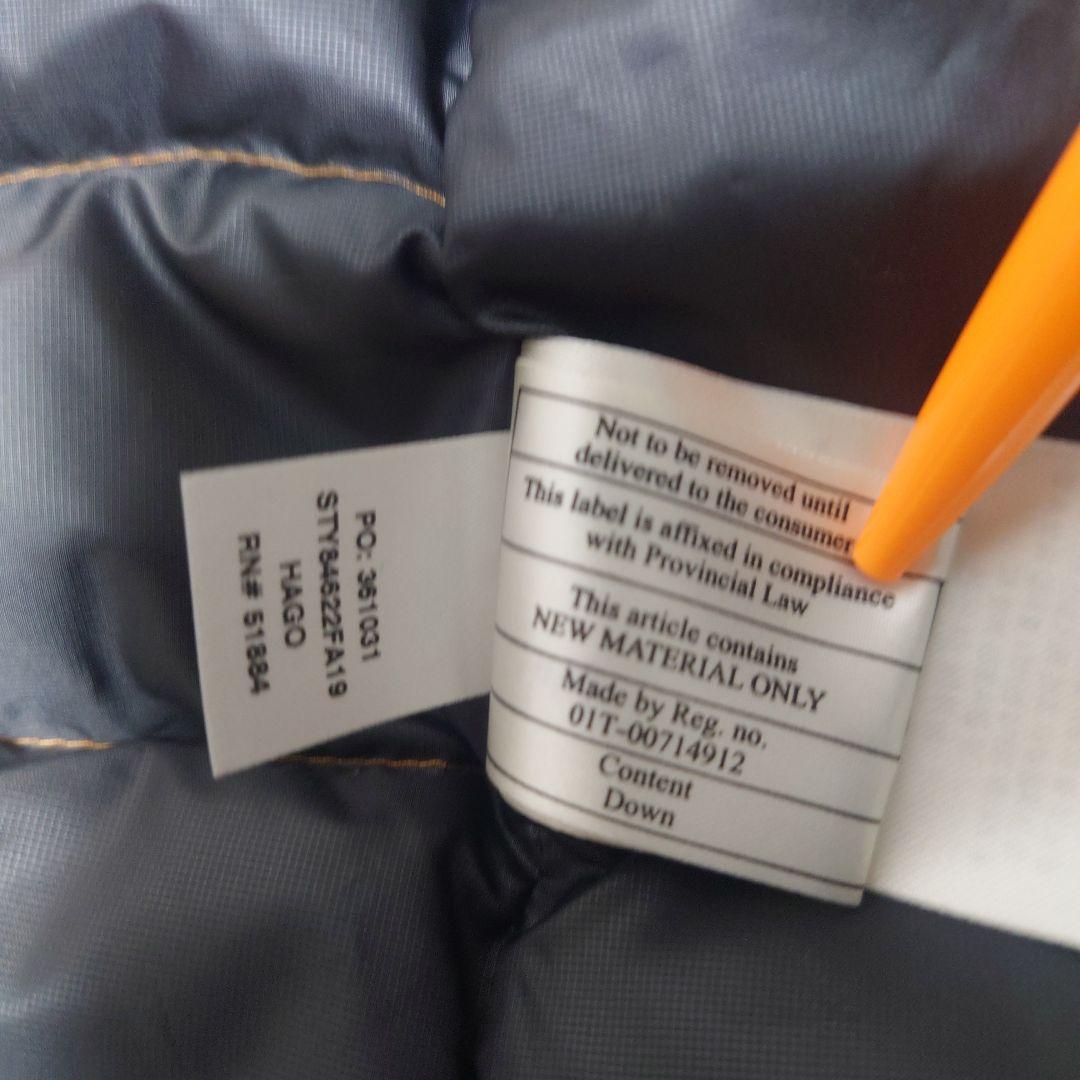 PO: 361031
STY84622FA19
HAGO
RN# 51884
Not to be removed until
delivered to the consumer
This label is affixed in compliance
with Provincial Law
This article contains
NEW MATERIAL ONLY
Made by Reg. no.
01T-00714912
Content
Down